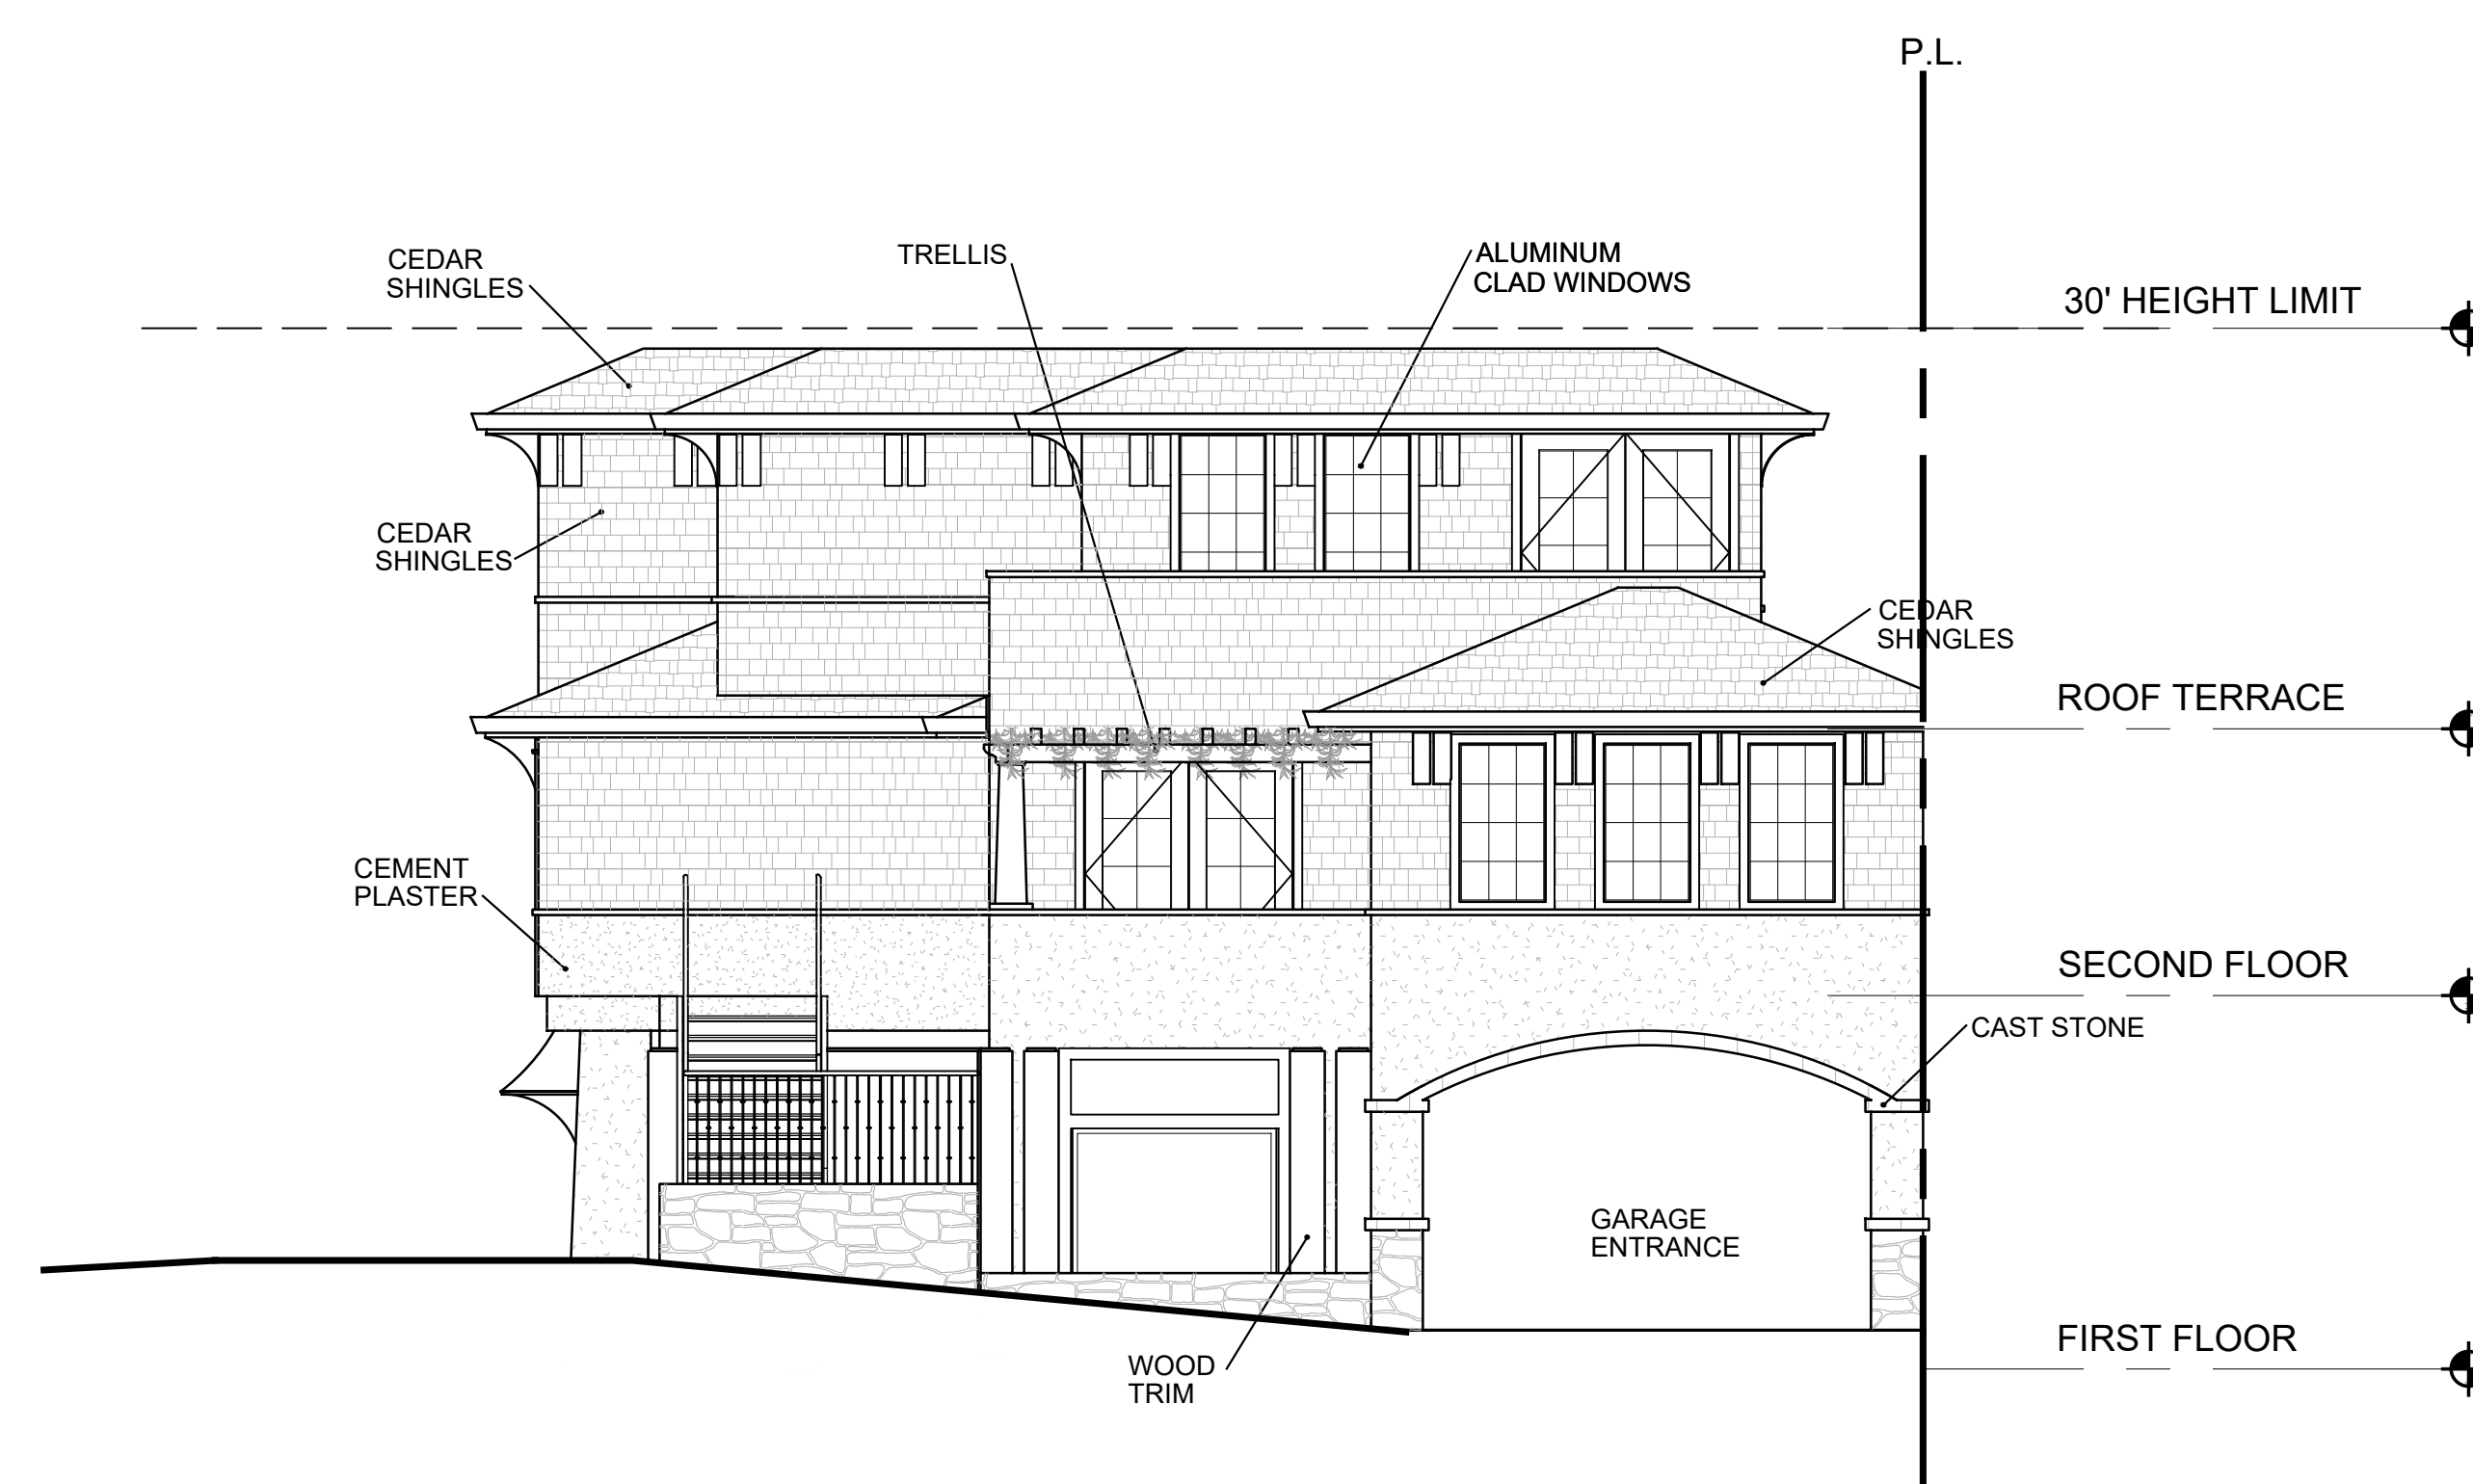 P.L.
CEDAR
SHINGLES
TRELLIS
ALUMINUM
CLAD WINDOWS
30' HEIGHT LIMIT
CEDAR
SHINGLES
CEDAR
SHINGLES
ROOF TERRACE
CEMENT
PLASTER
SECOND FLOOR
CAST STONE
GARAGE
ENTRANCE
FIRST FLOOR
WOOD
TRIM